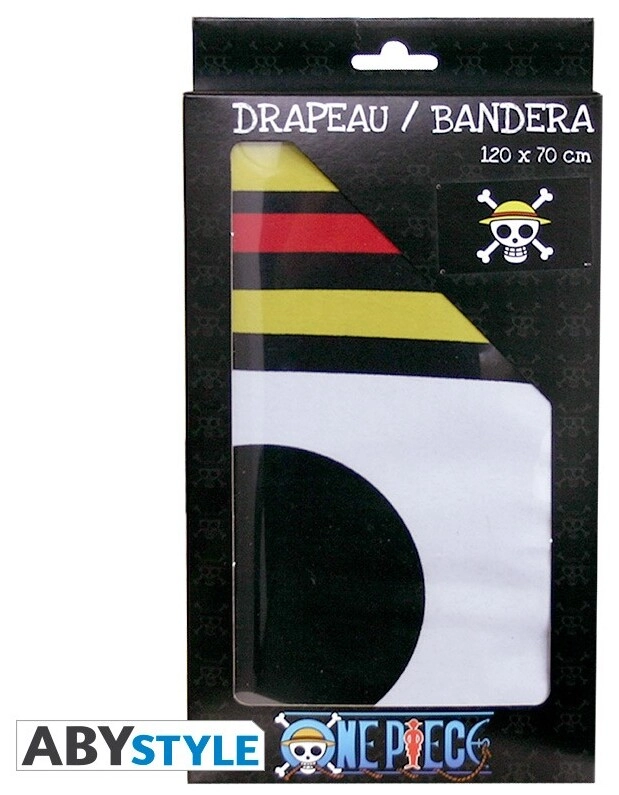 DRAPEAU / BANDERA
120 x 70 cm
ONE PIECE
ABYSTYLE